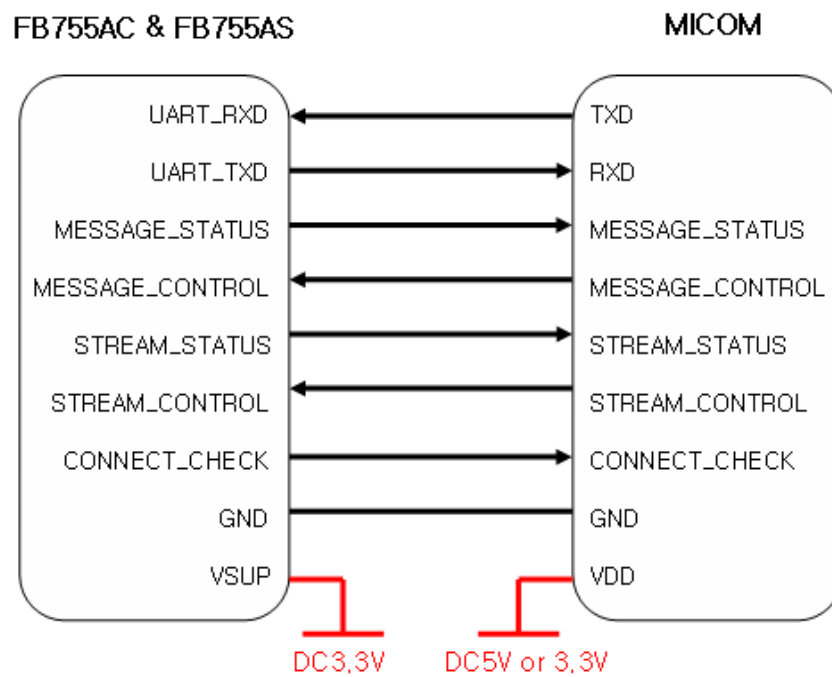 FB755AC & FB755AS
MICOM
UART_RXD
TXD
UART_TXD
RXD
MESSAGE_STATUS
MESSAGE_STATUS
MESSAGE_CONTROL
MESSAGE_CONTROL
STREAM_STATUS
STREAM_STATUS
STREAM_CONTROL
STREAM_CONTROL
CONNECT_CHECK
CONNECT_CHECK
GND
GND
VSUP
VDD
DC3,3V
DC5V or 3,3V